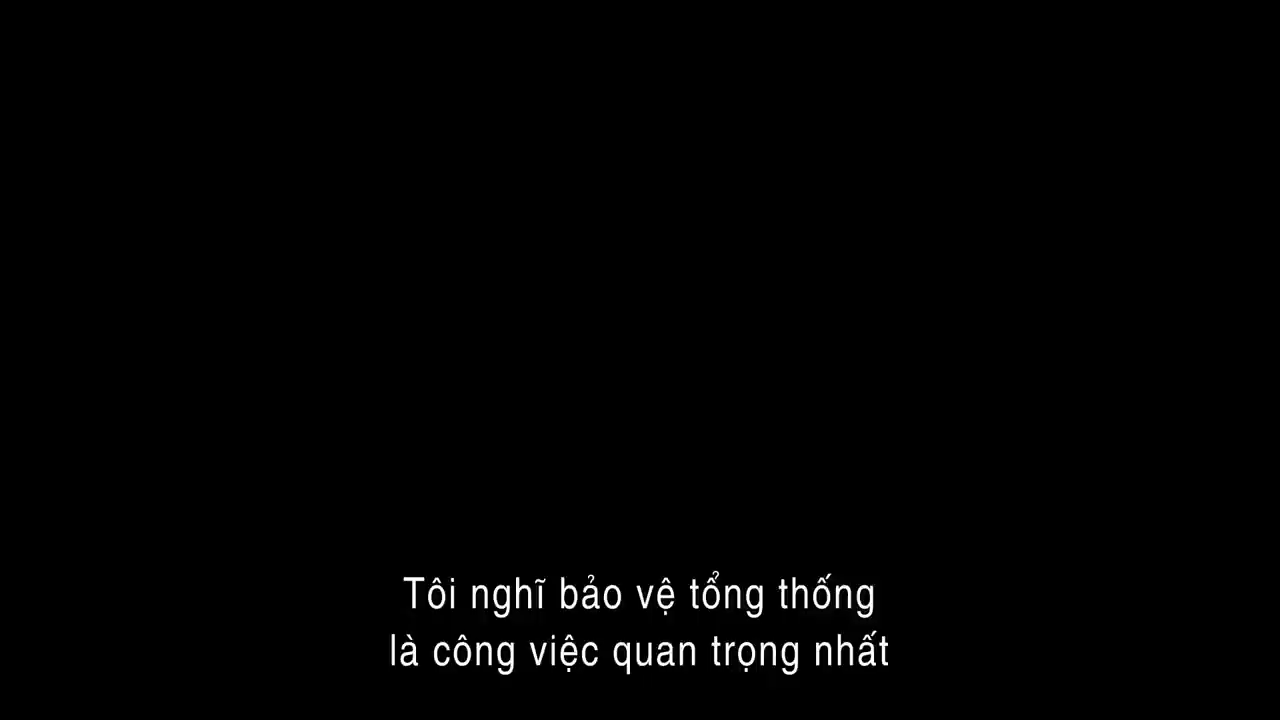 Tôi nghĩ bảo vệ tổng thống
là công việc quan trọng nhất